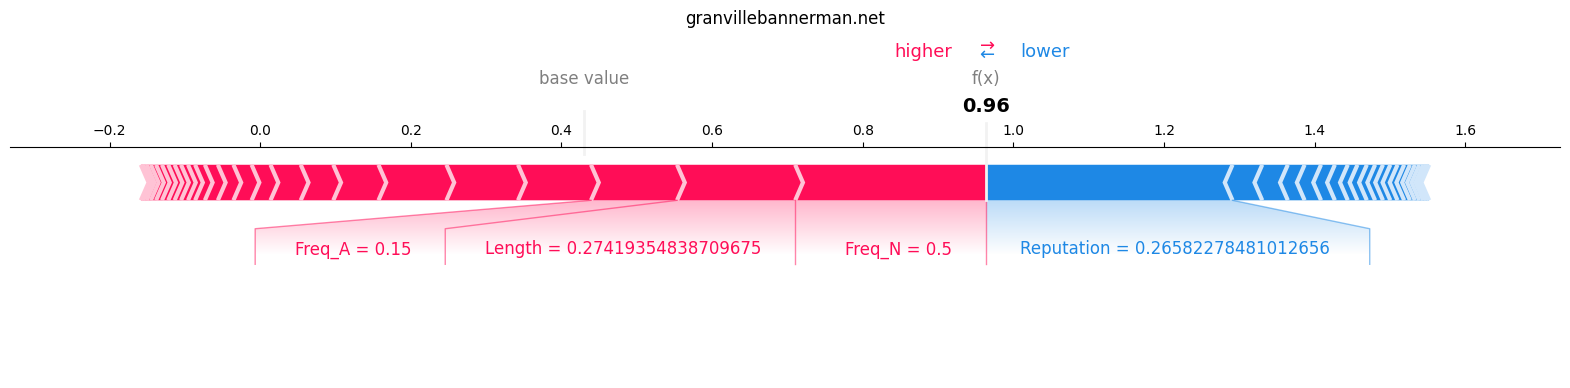 granvillebannerman.net
higher ⇄ lower
base value f(x)
0.96
−0.2 0.0 0.2 0.4 0.6 0.8 1.0 1.2 1.4 1.6
Freq_A = 0.15 Length = 0.27419354838709675 Freq_N = 0.5 Reputation = 0.26582278481012656